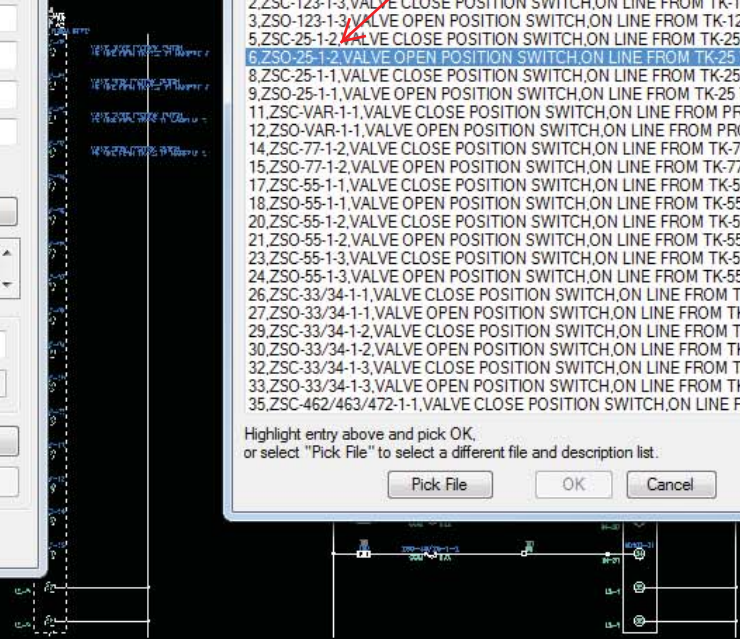 2,ZSC-123-1-3,VALVE CLOSE POSITION SWITCH,ON LINE FROM TK-1
3,ZSO-123-1-3,VALVE OPEN POSITION SWITCH,ON LINE FROM TK-12
5,ZSC-25-1-2,VALVE CLOSE POSITION SWITCH,ON LINE FROM TK-25
6,ZSO-25-1-2,VALVE OPEN POSITION SWITCH,ON LINE FROM TK-25
8,ZSC-25-1-1,VALVE CLOSE POSITION SWITCH,ON LINE FROM TK-25
9,ZSO-25-1-1,VALVE OPEN POSITION SWITCH,ON LINE FROM TK-25
11,ZSC-VAR-1-1,VALVE CLOSE POSITION SWITCH,ON LINE FROM PR
12,ZSO-VAR-1-1,VALVE OPEN POSITION SWITCH,ON LINE FROM PRO
14,ZSC-77-1-2,VALVE CLOSE POSITION SWITCH,ON LINE FROM TK-7
15,ZSO-77-1-2,VALVE OPEN POSITION SWITCH,ON LINE FROM TK-77
17,ZSC-55-1-1,VALVE CLOSE POSITION SWITCH,ON LINE FROM TK-5
18,ZSO-55-1-1,VALVE OPEN POSITION SWITCH,ON LINE FROM TK-55
20,ZSC-55-1-2,VALVE CLOSE POSITION SWITCH,ON LINE FROM TK-5
21,ZSO-55-1-2,VALVE OPEN POSITION SWITCH,ON LINE FROM TK-55
23,ZSC-55-1-3,VALVE CLOSE POSITION SWITCH,ON LINE FROM TK-5
24,ZSO-55-1-3,VALVE OPEN POSITION SWITCH,ON LINE FROM TK-55
26,ZSC-33/34-1-1,VALVE CLOSE POSITION SWITCH,ON LINE FROM T
27,ZSO-33/34-1-1,VALVE OPEN POSITION SWITCH,ON LINE FROM TK
29,ZSC-33/34-1-2,VALVE CLOSE POSITION SWITCH,ON LINE FROM T
30,ZSO-33/34-1-2,VALVE OPEN POSITION SWITCH,ON LINE FROM TK
32,ZSC-33/34-1-3,VALVE CLOSE POSITION SWITCH,ON LINE FROM T
33,ZSO-33/34-1-3,VALVE OPEN POSITION SWITCH,ON LINE FROM TK
35,ZSC-462/463/472-1-1,VALVE CLOSE POSITION SWITCH,ON LINE F
Highlight entry above and pick OK,
or select "Pick File" to select a different file and description list.
Pick File OK Cancel